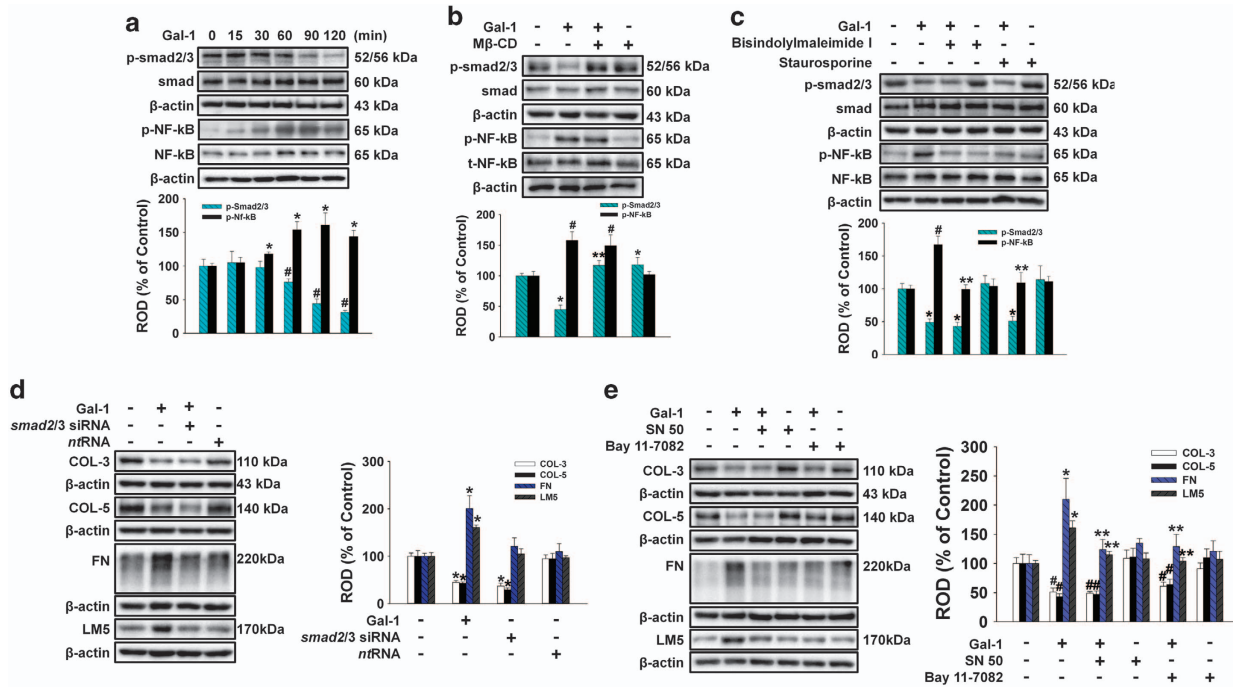 a
Gal-1 0 15 30 60 90 120 (min)
p-smad2/3 52/56 kDa
smad 60 kDa
β-actin 43 kDa
p-NF-kB 65 kDa
NF-kB 65 kDa
β-actin
p-Smad2/3
p-Nf-kB
ROD (% of Control)
200
150
100
50
0
* * * *
# # #
b
Gal-1 - + + -
Mβ-CD - - + +
p-smad2/3 52/56 kDa
smad 60 kDa
β-actin 43 kDa
p-NF-kB 65 kDa
t-NF-kB 65 kDa
β-actin
p-Smad2/3
p-NF-kB
ROD (% of Control)
200
150
100
50
0
# #
* ** *
c
Gal-1 - + + - + -
Bisindolylmaleimide I - - + + - -
Staurosporine - - - - + +
p-smad2/3 52/56 kDa
smad 60 kDa
β-actin 43 kDa
p-NF-kB
NF-kB 65 kDa
β-actin
p-Smad2/3
p-NF-kB
ROD (% of Control)
200
150
100
50
0
# ** **
* * *
d
Gal-1 - + + -
smad2/3 siRNA - - + -
ntRNA - - - +
COL-3 110 kDa
β-actin 43 kDa
COL-5 140 kDa
β-actin
FN 220kDa
β-actin
LM5 170kDa
β-actin
COL-3
COL-5
FN
LM5
ROD (% of Control)
300
200
100
0
* * * * * *
Gal-1 - + + -
smad2/3 siRNA - - + -
ntRNA - - - +
e
Gal-1 - + + - + -
SN 50 - - + + - -
Bay 11-7082 - - - - + +
COL-3 110 kDa
β-actin 43 kDa
COL-5 140 kDa
β-actin
FN 220kDa
β-actin
LM5 170kDa
β-actin
COL-3
COL-5
FN
LM5
ROD (% of Control)
300
250
200
150
100
50
0
* * ** ** ** **
# # # # # #
Gal-1 - + + - + -
SN 50 - - + + - -
Bay 11-7082 - - - - + +